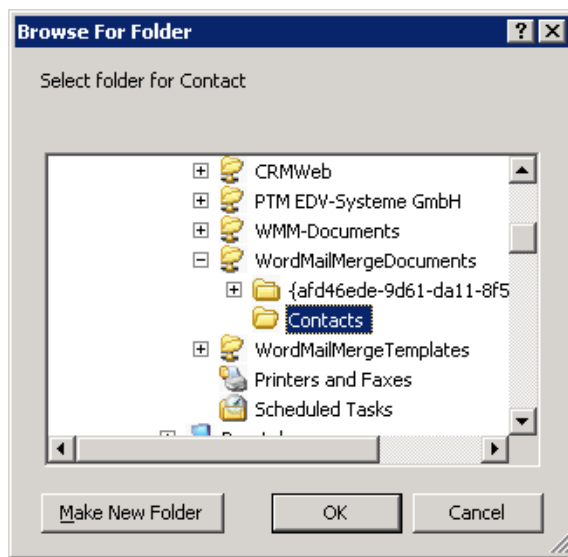 Browse For Folder
Select folder for Contact
CRMWeb
PTM EDV-Systeme GmbH
WMM-Documents
WordMailMergeDocuments
{afd46ede-9d61-da11-8f5
Contacts
WordMailMergeTemplates
Printers and Faxes
Scheduled Tasks
Make New Folder
OK
Cancel